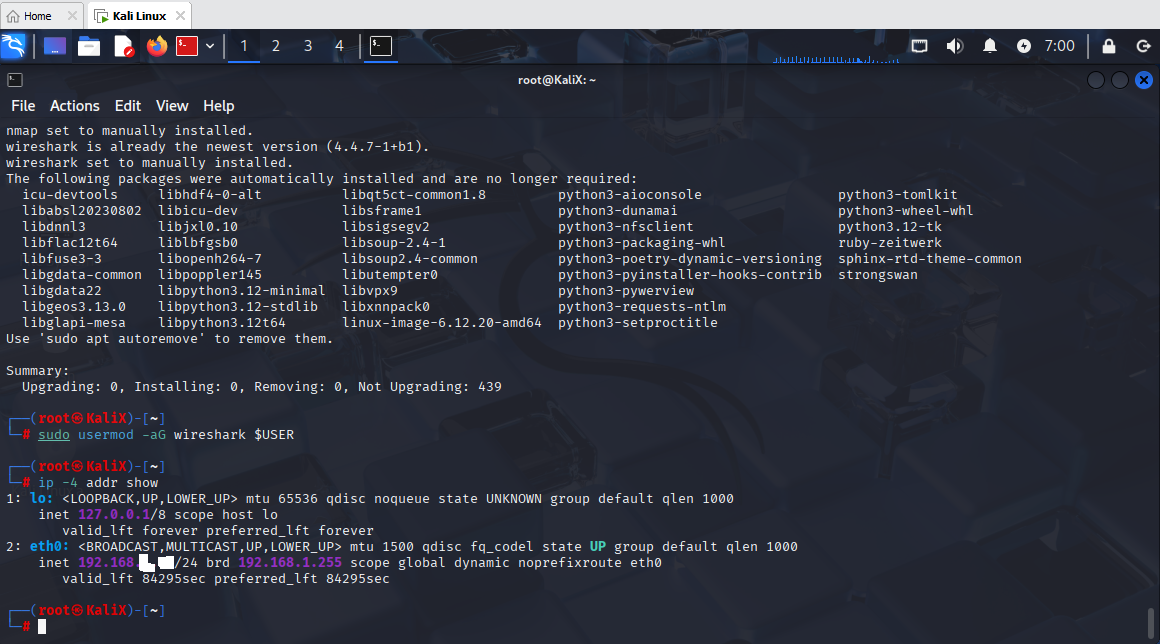 Home
Kali Linux
1 2 3 4
7:00
root@KaliX: ~
File Actions Edit View Help
nmap set to manually installed.
wireshark is already the newest version (4.4.7-1+b1).
wireshark set to manually installed.
The following packages were automatically installed and are no longer required:
icu-devtools libhdf4-0-alt libqt5ct-common1.8 python3-aioconsole python3-tomlkit
libabsl20230802 libicu-dev libsframe1 python3-dunamai python3-wheel-whl
libdnnl3 libjxl0.10 libsigsegv2 python3-nfsclient python3.12-tk
libflac12t64 liblbfgsb0 libsoup-2.4-1 python3-packaging-whl ruby-zeitwerk
libfuse3-3 libopenh264-7 libsoup2.4-common python3-poetry-dynamic-versioning sphinx-rtd-theme-common
libgdata-common libpoppler145 libutempter0 python3-pyinstaller-hooks-contrib strongswan
libgdata22 libpython3.12-minimal libvpx9 python3-pywerview
libgeos3.13.0 libpython3.12-stdlib libxnnpack0 python3-requests-ntlm
libglapi-mesa libpython3.12t64 linux-image-6.12.20-amd64 python3-setproctitle
Use 'sudo apt autoremove' to remove them.
Summary:
Upgrading: 0, Installing: 0, Removing: 0, Not Upgrading: 439
┌──(root㉿KaliX)-[~]
└─# sudo usermod -aG wireshark $USER
┌──(root㉿KaliX)-[~]
└─# ip -4 addr show
1: lo: <LOOPBACK,UP,LOWER_UP> mtu 65536 qdisc noqueue state UNKNOWN group default qlen 1000
inet 127.0.0.1/8 scope host lo
valid_lft forever preferred_lft forever
2: eth0: <BROADCAST,MULTICAST,UP,LOWER_UP> mtu 1500 qdisc fq_codel state UP group default qlen 1000
inet 192.168. /24 brd 192.168.1.255 scope global dynamic noprefixroute eth0
valid_lft 84295sec preferred_lft 84295sec
┌──(root㉿KaliX)-[~]
└─#